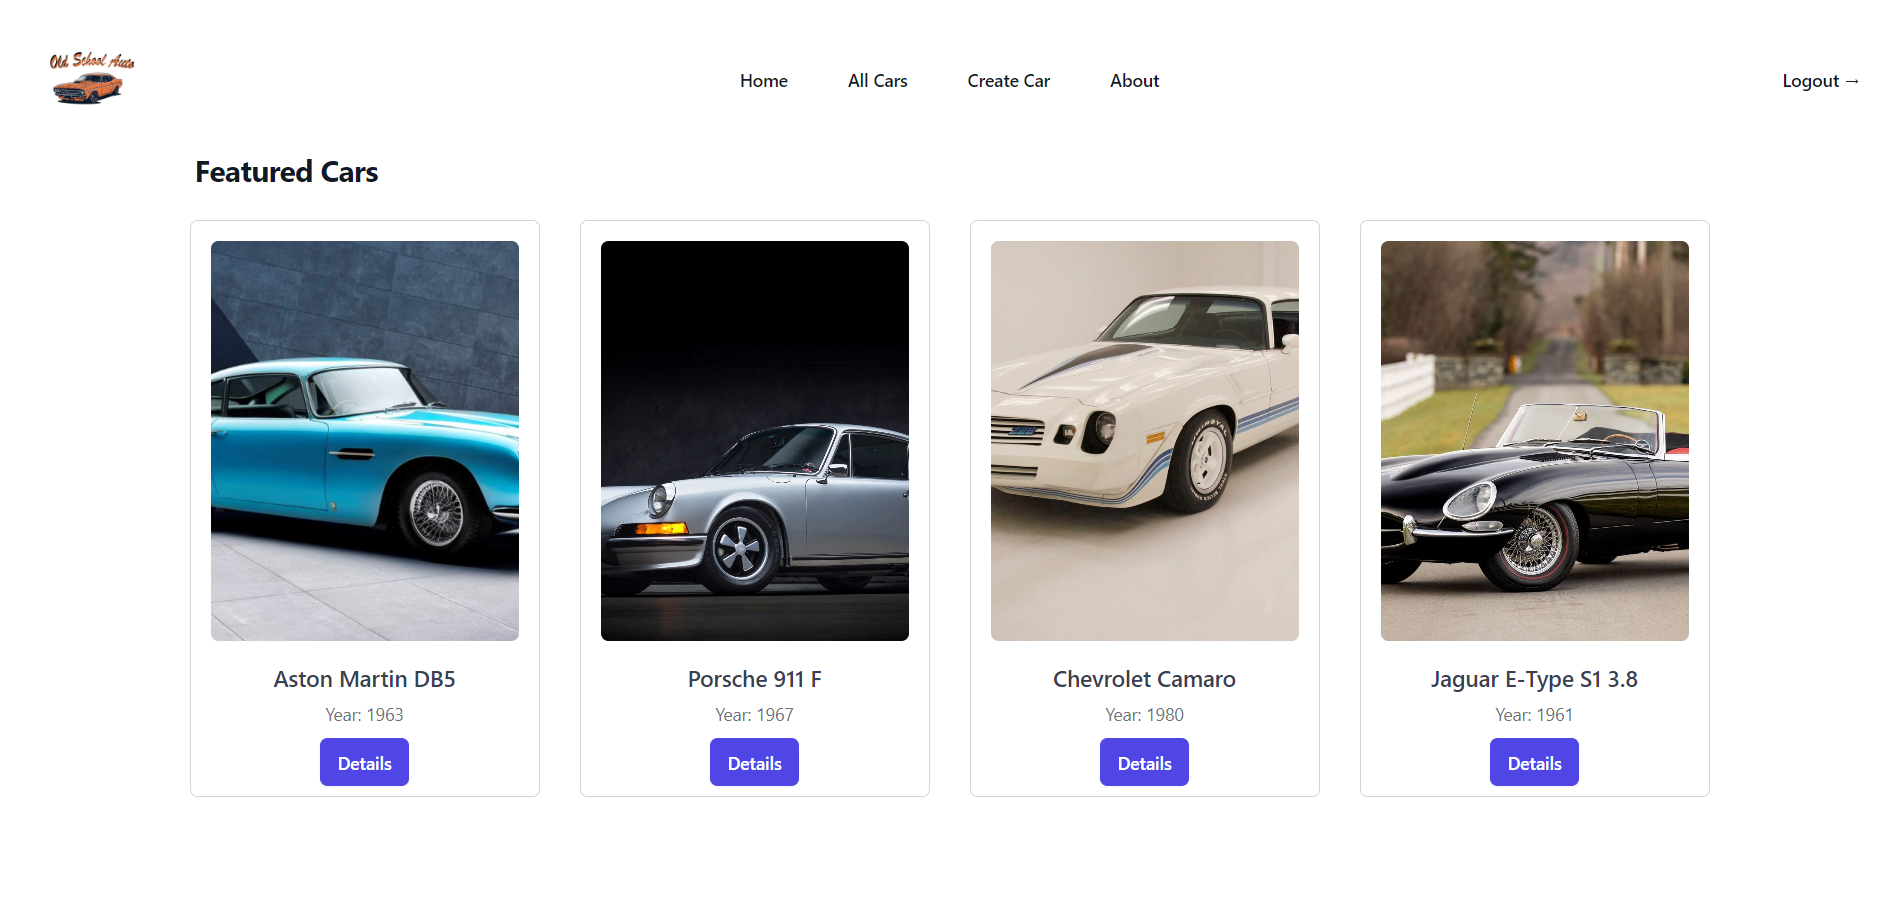 Old School Auto
Home
All Cars
Create Car
About
Logout →
Featured Cars
Aston Martin DB5
Year: 1963
Details
Porsche 911 F
Year: 1967
Details
Z28
Chevrolet Camaro
Year: 1980
Details
Jaguar E-Type S1 3.8
Year: 1961
Details